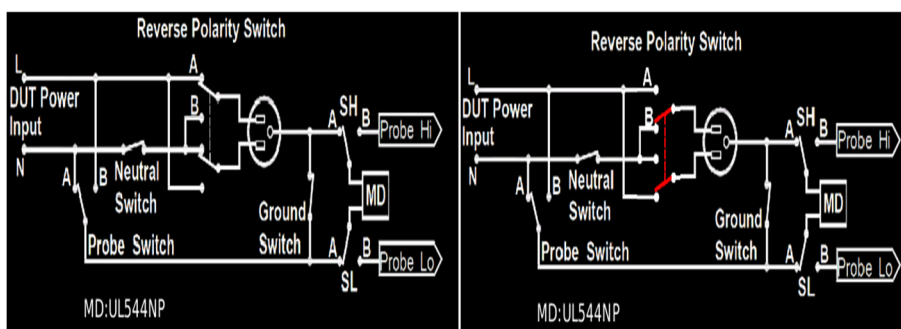 Reverse Polarity Switch
L
A
DUT Power
Input
B
SH
A
B
Probe Hi
N
Neutral
Switch
A
B
MD
Ground
Switch
Probe Switch
A
B
Probe Lo
SL
MD:UL544NP
Reverse Polarity Switch
L
A
DUT Power
Input
B
SH
A
B
Probe Hi
N
Neutral
Switch
A
B
MD
Ground
Switch
Probe Switch
A
B
Probe Lo
SL
MD:UL544NP